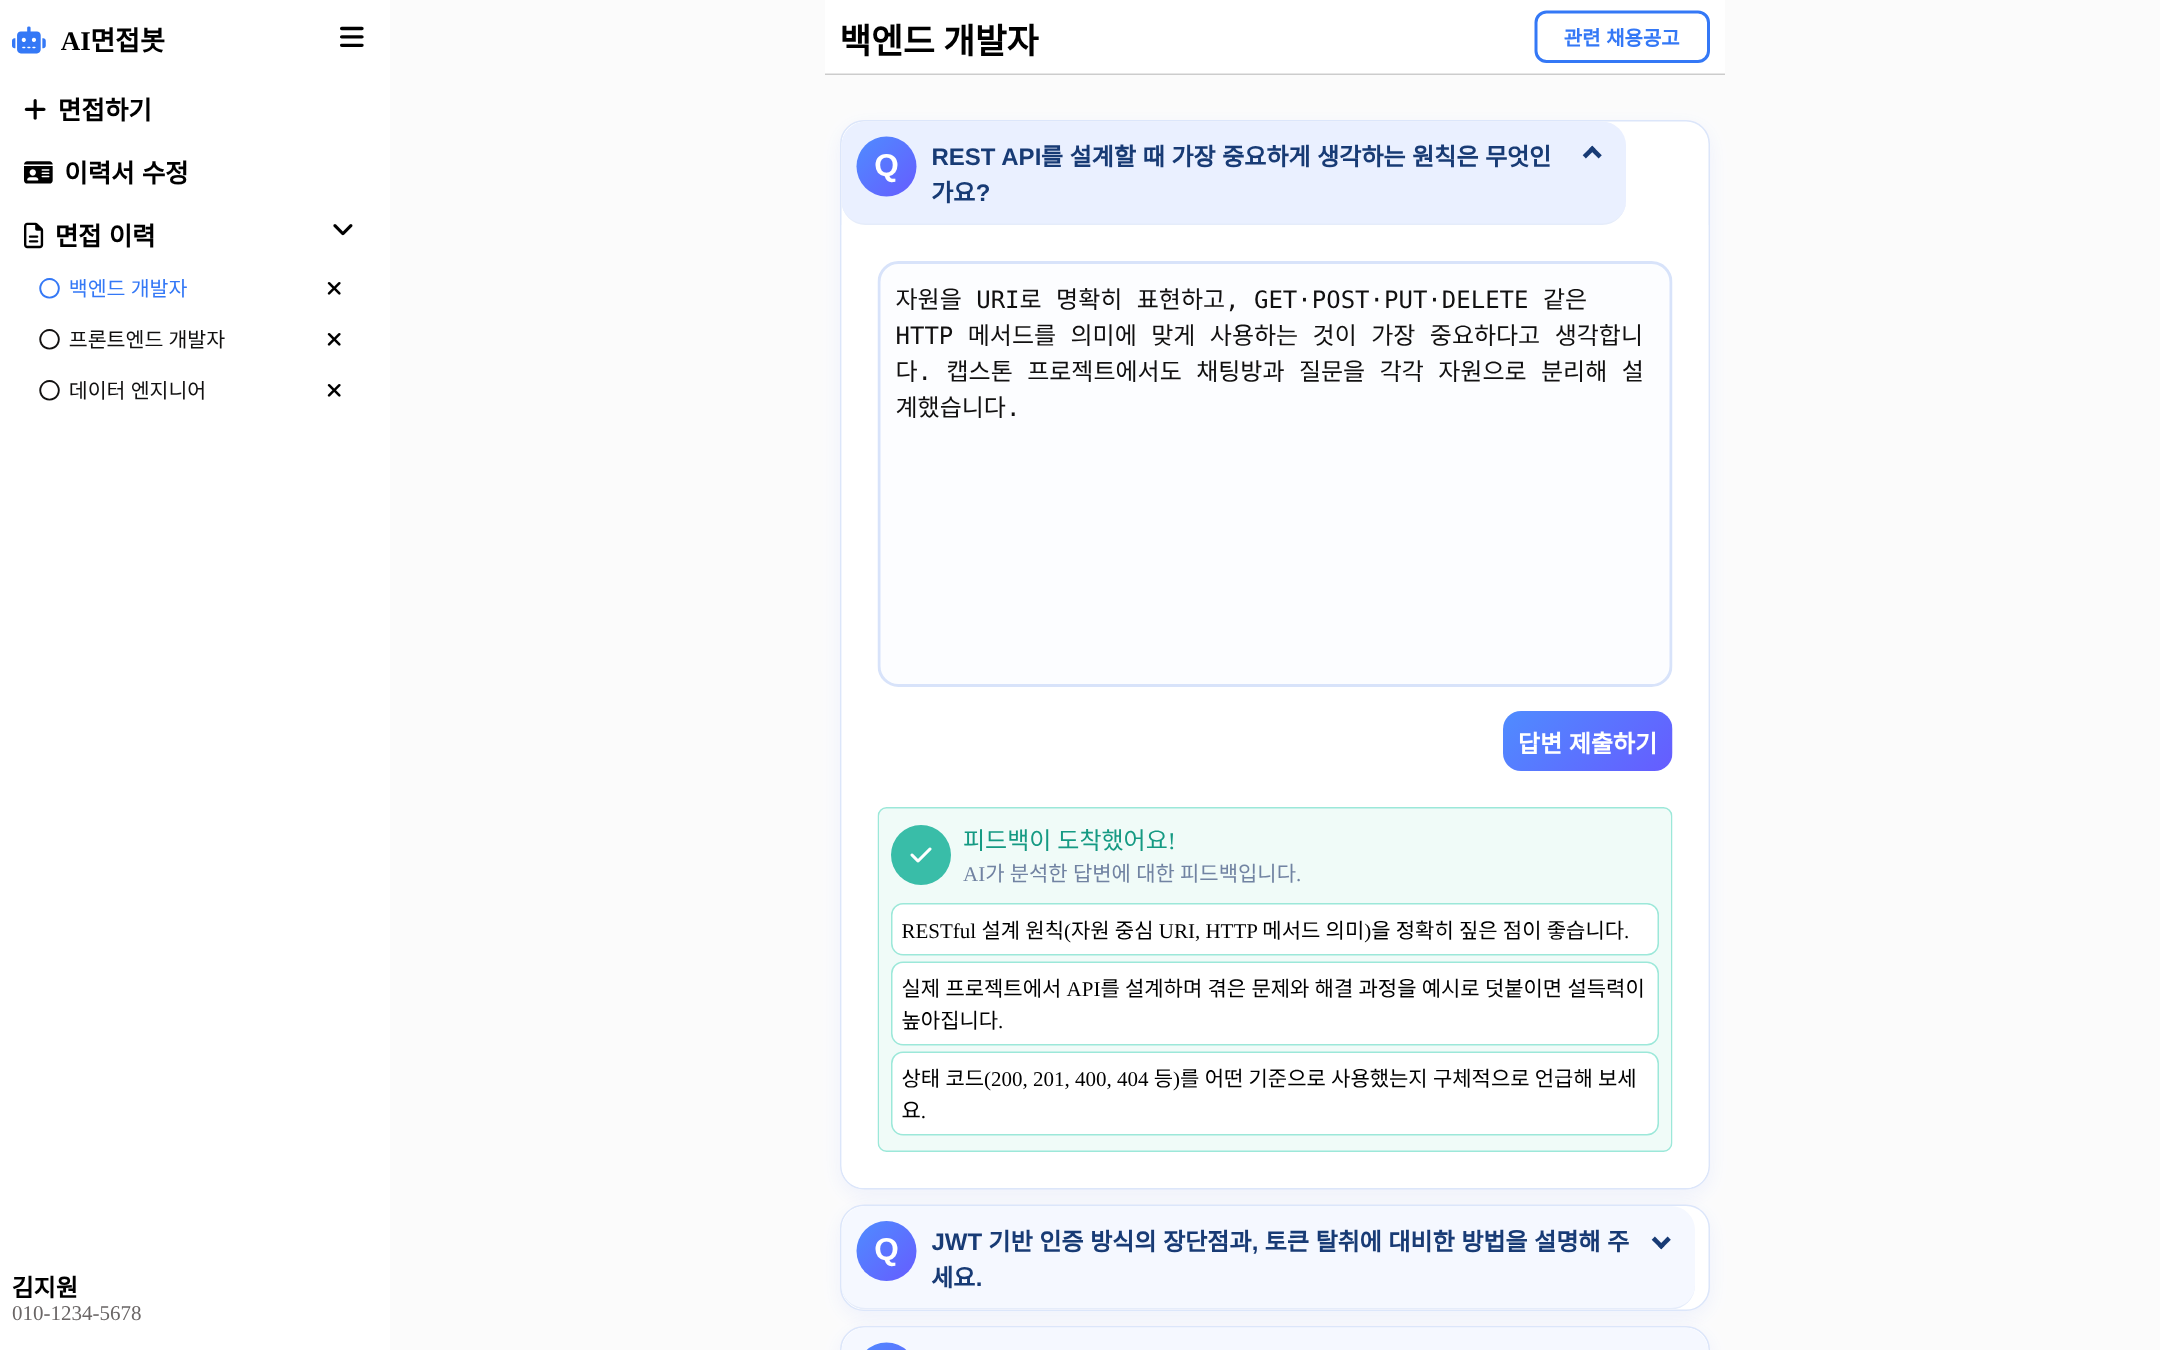 AI면접봇
면접하기
이력서 수정
면접 이력
백엔드 개발자
프론트엔드 개발자
데이터 엔지니어
김지원
010-1234-5678
백엔드 개발자
관련 채용공고
Q
REST API를 설계할 때 가장 중요하게 생각하는 원칙은 무엇인
가요?
자원을 URI로 명확히 표현하고, GET·POST·PUT·DELETE 같은
HTTP 메서드를 의미에 맞게 사용하는 것이 가장 중요하다고 생각합니
다. 캡스톤 프로젝트에서도 채팅방과 질문을 각각 자원으로 분리해 설
계했습니다.
답변 제출하기
피드백이 도착했어요!
AI가 분석한 답변에 대한 피드백입니다.
RESTful 설계 원칙(자원 중심 URI, HTTP 메서드 의미)을 정확히 짚은 점이 좋습니다.
실제 프로젝트에서 API를 설계하며 겪은 문제와 해결 과정을 예시로 덧붙이면 설득력이
높아집니다.
상태 코드(200, 201, 400, 404 등)를 어떤 기준으로 사용했는지 구체적으로 언급해 보세
요.
Q
JWT 기반 인증 방식의 장단점과, 토큰 탈취에 대비한 방법을 설명해 주
세요.